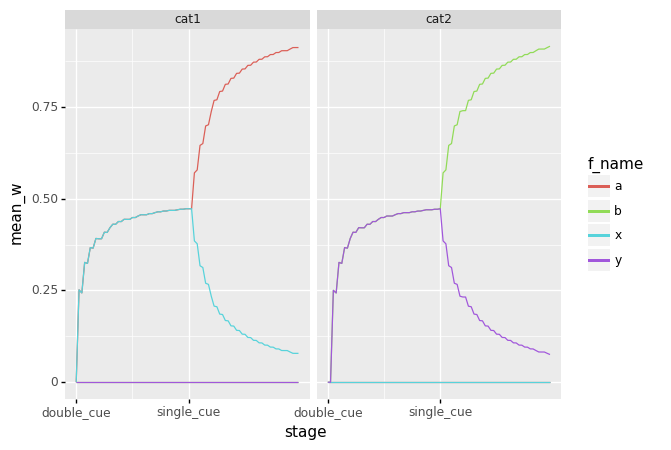 cat1 cat2
mean_w
0.75
0.50
0.25
0
double_cue single_cue double_cue single_cue
stage
f_name
a
b
x
y